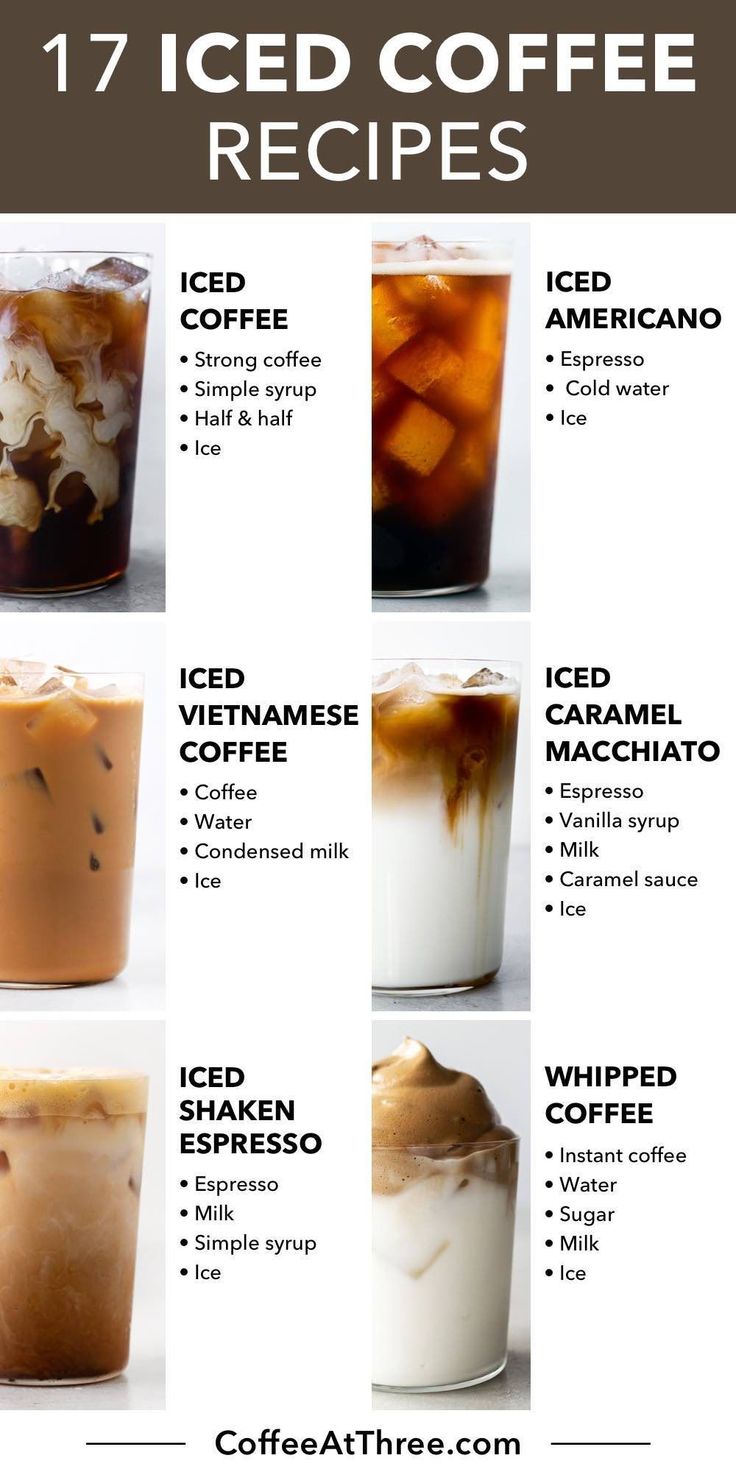 17 ICED COFFEE
RECIPES
ICED
COFFEE
• Strong coffee
• Simple syrup
• Half & half
• Ice
ICED
AMERICANO
• Espresso
• Cold water
• Ice
ICED
VIETNAMESE
COFFEE
• Coffee
• Water
• Condensed milk
• Ice
ICED
CARAMEL
MACCHIATO
• Espresso
• Vanilla syrup
• Milk
• Caramel sauce
• Ice
ICED
SHAKEN
ESPRESSO
• Espresso
• Milk
• Simple syrup
• Ice
WHIPPED
COFFEE
• Instant coffee
• Water
• Sugar
• Milk
• Ice
CoffeeAtThree.com